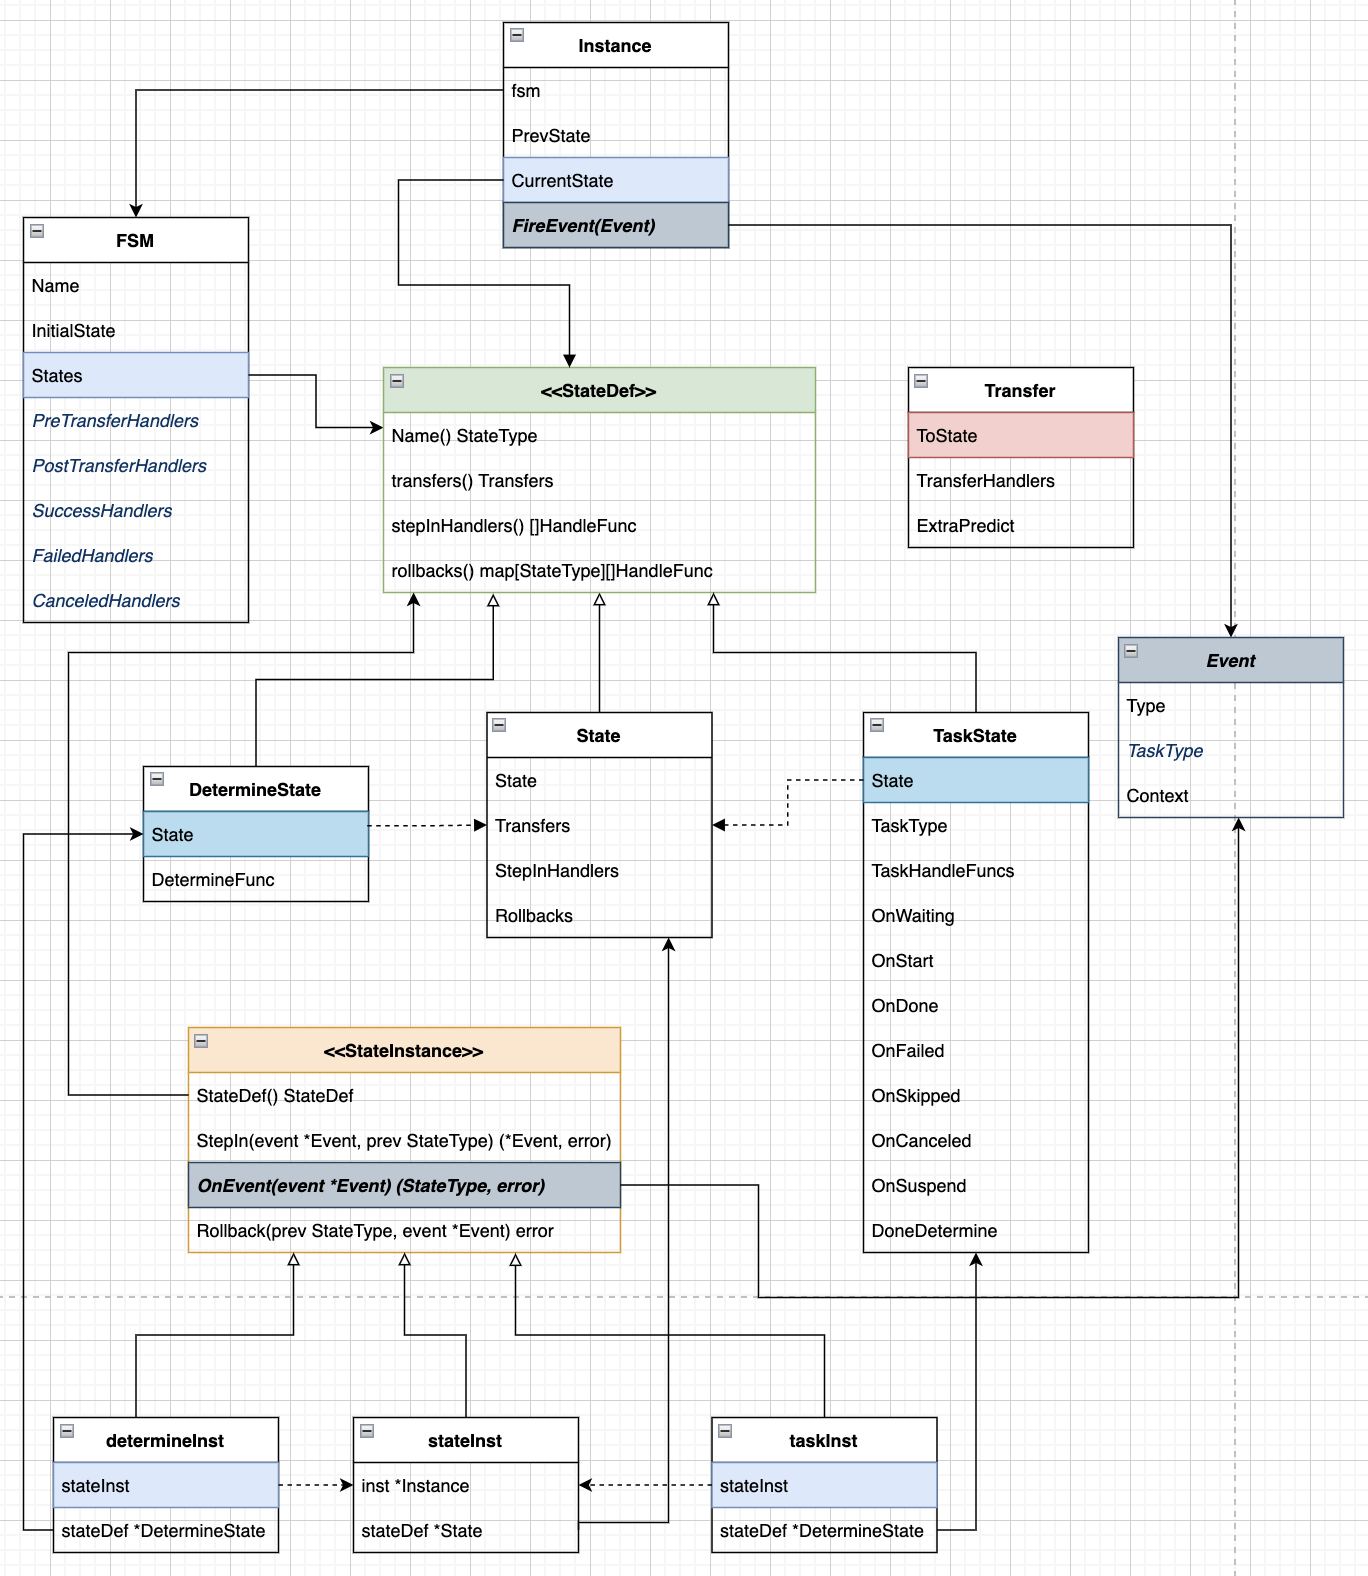 Instance
fsm
PrevState
CurrentState
FireEvent(Event)
FSM
Name
InitialState
States
PreTransferHandlers
PostTransferHandlers
SuccessHandlers
FailedHandlers
CanceledHandlers
<<StateDef>>
Name() StateType
transfers() Transfers
stepInHandlers() []HandleFunc
rollbacks() map[StateType][]HandleFunc
Transfer
ToState
TransferHandlers
ExtraPredict
Event
Type
TaskType
Context
DetermineState
State
DetermineFunc
State
State
Transfers
StepInHandlers
Rollbacks
TaskState
State
TaskType
TaskHandleFuncs
OnWaiting
OnStart
OnDone
OnFailed
OnSkipped
OnCanceled
OnSuspend
DoneDetermine
<<StateInstance>>
StateDef() StateDef
StepIn(event *Event, prev StateType) (*Event, error)
OnEvent(event *Event) (StateType, error)
Rollback(prev StateType, event *Event) error
determineInst
stateInst
stateDef *DetermineState
stateInst
inst *Instance
stateDef *State
taskInst
stateInst
stateDef *DetermineState